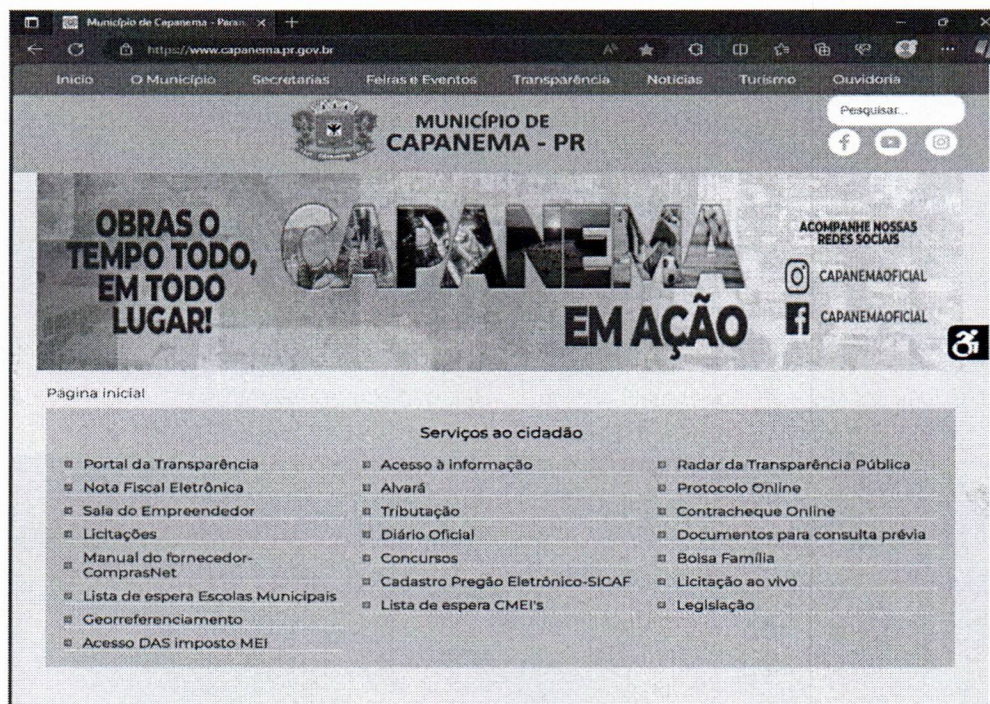 Município de Capanema - Paran
https://www.capanema.pr.gov.br
Inicio O Município Secretarias Feiras e Eventos Transparência Notícias Turismo Ouvidoria
MUNICÍPIO DE
CAPANEMA - PR
Pesquisar...
OBRAS O
TEMPO TODO,
EM TODO
LUGAR!
CAPANEMA
EM AÇÃO
ACOMPANHE NOSSAS
REDES SOCIAIS
CAPANEMAOFICIAL
CAPANEMAOFICIAL
Página inicial
Serviços ao cidadão
Portal da Transparência
Nota Fiscal Eletrônica
Sala do Empreendedor
Licitações
Manual do fornecedor-
ComprasNet
Lista de espera Escolas Municipais
Georreferenciamento
Acesso DAS imposto MEI
Acesso à informação
Alvará
Tributação
Diário Oficial
Concursos
Cadastro Pregão Eletrônico-SICAF
Lista de espera CMEI's
Radar da Transparência Pública
Protocolo Online
Contracheque Online
Documentos para consulta prévia
Bolsa Família
Licitação ao vivo
Legislação